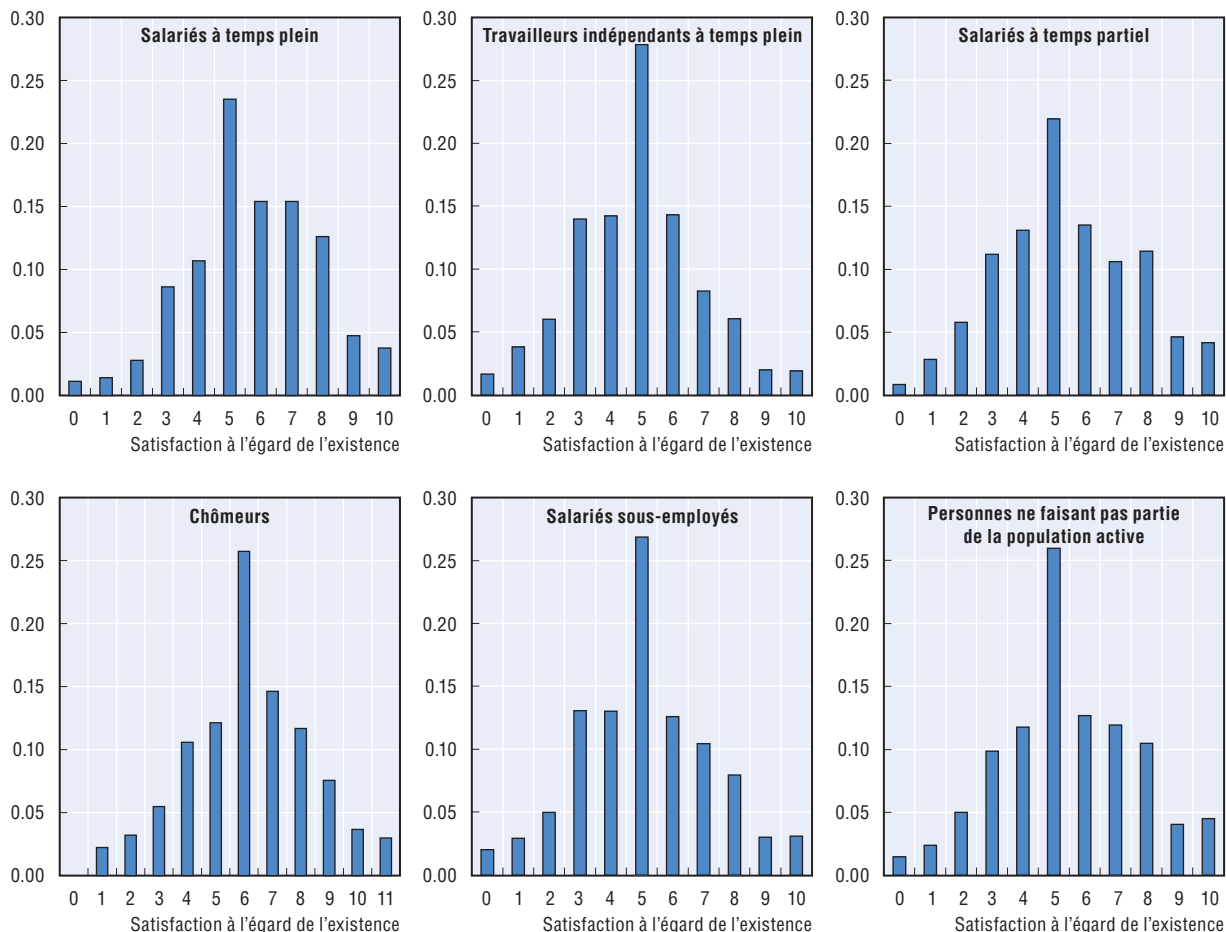 Salariés à temps plein
0.30
0.25
0.20
0.15
0.10
0.05
0.00
0 1 2 3 4 5 6 7 8 9 10
Satisfaction à l'égard de l'existence
Travailleurs indépendants à temps plein
0.30
0.25
0.20
0.15
0.10
0.05
0.00
0 1 2 3 4 5 6 7 8 9 10
Satisfaction à l'égard de l'existence
Salariés à temps partiel
0.30
0.25
0.20
0.15
0.10
0.05
0.00
0 1 2 3 4 5 6 7 8 9 10
Satisfaction à l'égard de l'existence
Chômeurs
0.30
0.25
0.20
0.15
0.10
0.05
0.00
0 1 2 3 4 5 6 7 8 9 10 11
Satisfaction à l'égard de l'existence
Salariés sous-employés
0.30
0.25
0.20
0.15
0.10
0.05
0.00
0 1 2 3 4 5 6 7 8 9 10
Satisfaction à l'égard de l'existence
Personnes ne faisant pas partie
de la population active
0.30
0.25
0.20
0.15
0.10
0.05
0.00
0 1 2 3 4 5 6 7 8 9 10
Satisfaction à l'égard de l'existence